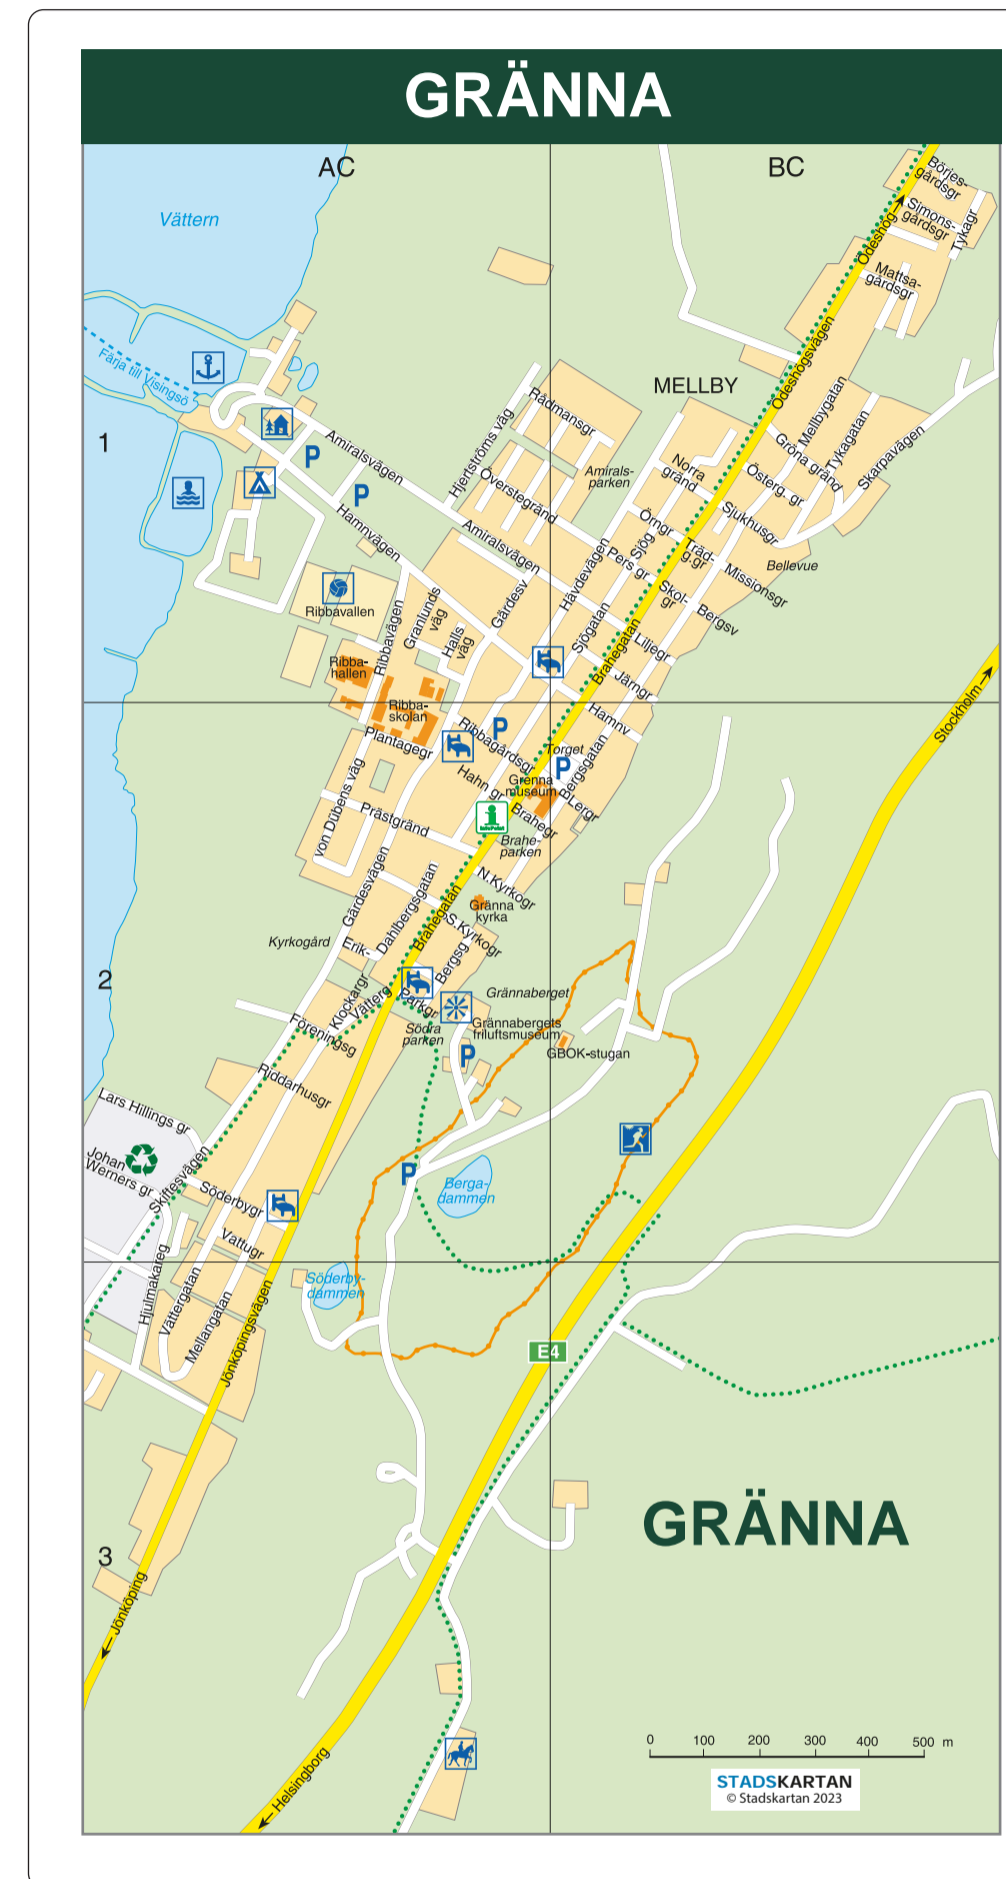 GRÄNNA
AC
BC
Vättern
Börjes-
gårdsgr
Simons-
gårdsgr
Tykagr
Ödeshög
Mattsa-
gårdsgr
Färja till Visingsö
Ödeshögsvägen
MELLBY
1
Rådmansgr
Mellbygatan
Tykagatan
Gröna gränd
Skarpavägen
Amiralsvägen
Hjertströms väg
Amirals-
parken
Norra
gränd
Österg. gr
P
P
Överstegränd
Sjukhusgr
Hamnvägen
Amiralsvägen
Örngr
Sjög
Träd-
g.gr
Missionsgr
Bellevue
Pers gr
Hävdevägen
Skol-
gr
Bergsv
Ribbavallen
Ribbavägen
Granlunds
väg
Halls
väg
Gärdesv
Sjögatan
Brahegatan
Liljegr
Ribba-
hallen
Järngr
Ribba-
skolan
Hamnv
Stockholm
Plantagegr
Ribbagårdsgr
P
Torget
P
Bergsgatan
Hahn gr
Grenna
museum
Lergr
von Dübens väg
Prästgränd
Brahegr
Brahe-
parken
Gärdesvägen
Dahlbergsgatan
N.Kyrkogr
Gränna
kyrka
Brahegatan
S.Kyrkogr
Kyrkogård
Erik-
Bergsg
2
Klockargr
Vätterg
Parkgr
Grännaberget
Föreningsg
Södra
parken
Grännabergets
friluftsmuseum
P
GBOK-stugan
Riddarhusgr
Lars Hillings gr
Johan
Werners gr
Skiftesvägen
P
Berga-
dammen
Söderbygr
Vattugr
Hjulmakareg
Vättergatan
Mellangatan
Söderby-
dammen
Jönköpingsvägen
E4
GRÄNNA
3
Jönköping
Helsingborg
0 100 200 300 400 500 m
STADSKARTAN
© Stadskartan 2023